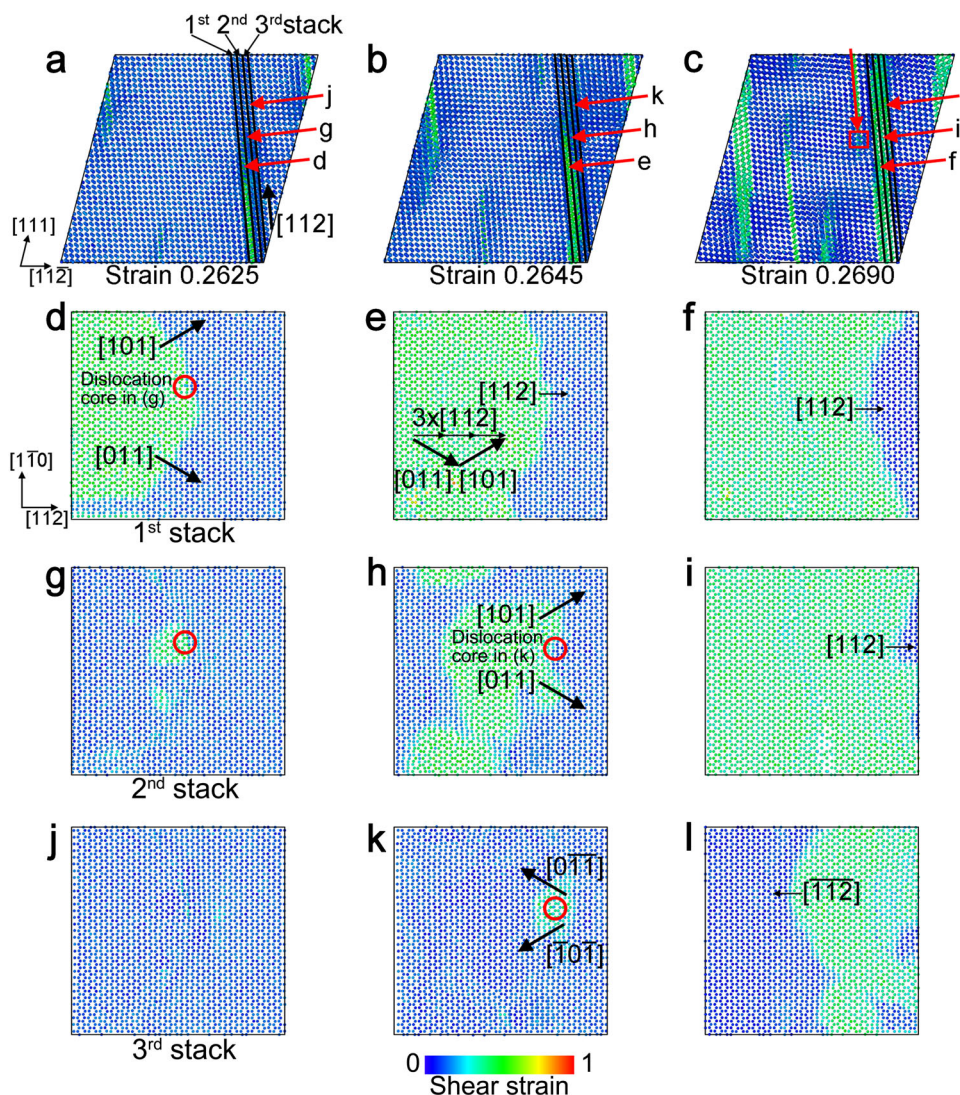 1st 2nd 3rd stack
a
j
g
d
[112]
[111]
[112̅]
Strain 0.2625
b
k
h
e
Strain 0.2645
c
i
f
Strain 0.2690
d
[101]
Dislocation
core in (g)
[011]
[11̅0]
[112]
1st stack
e
[112]
3x[112]
[011]
[101]
f
[112]
g
2nd stack
h
[101]
Dislocation
core in (k)
[011]
i
[112]
j
3rd stack
k
[01̅1̅]
[1̅01̅]
l
[1̅1̅2̅]
0
1
Shear strain